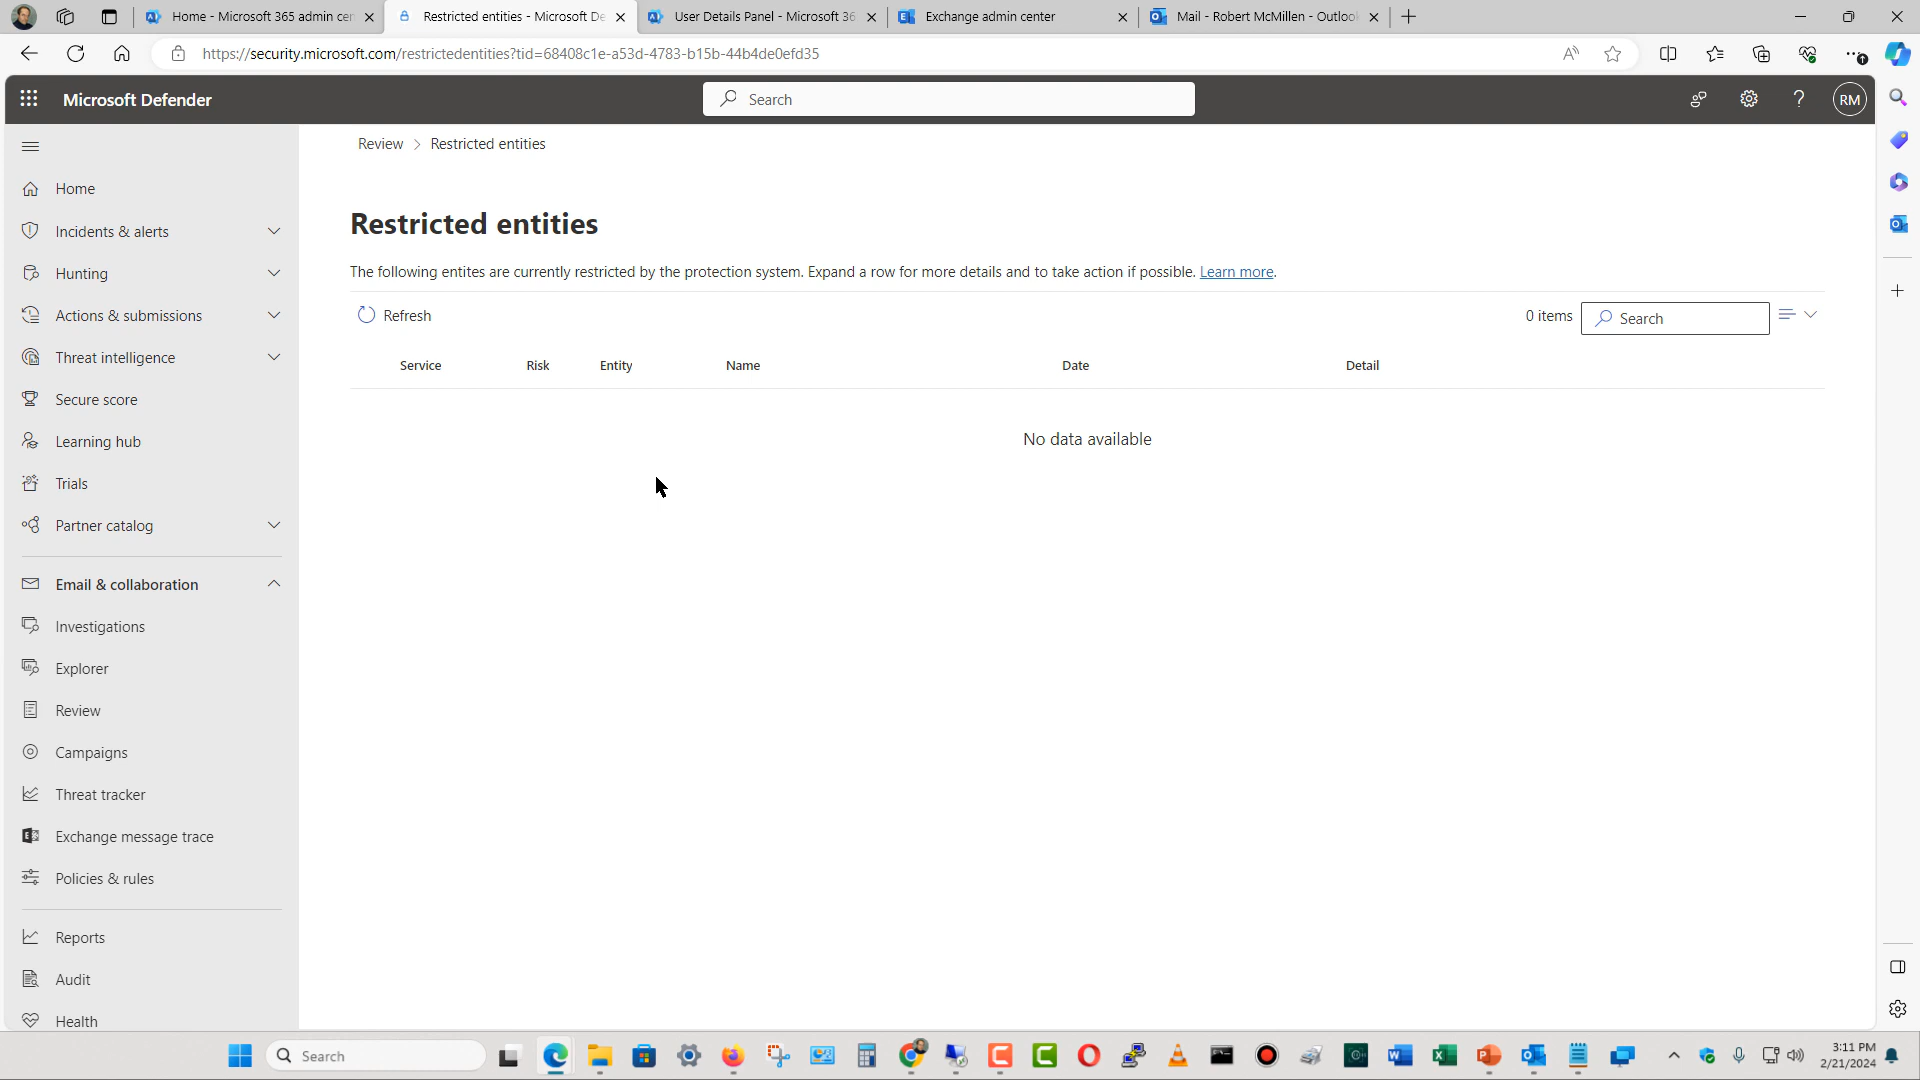 Home - Microsoft 365 admin cen
Restricted entities - Microsoft De
User Details Panel - Microsoft 36
Exchange admin center
Mail - Robert McMillen - Outlook
https://security.microsoft.com/restrictedentities?tid=68408c1e-a53d-4783-b15b-44b4de0efd35
Microsoft Defender
Search
RM
Review > Restricted entities
Home
Incidents & alerts
Hunting
Actions & submissions
Threat intelligence
Secure score
Learning hub
Trials
Partner catalog
Email & collaboration
Investigations
Explorer
Review
Campaigns
Threat tracker
Exchange message trace
Policies & rules
Reports
Audit
Health
Restricted entities
The following entites are currently restricted by the protection system. Expand a row for more details and to take action if possible. Learn more.
Refresh
0 items
Search
Service Risk Entity Name Date Detail
No data available
Search
3:11 PM
2/21/2024